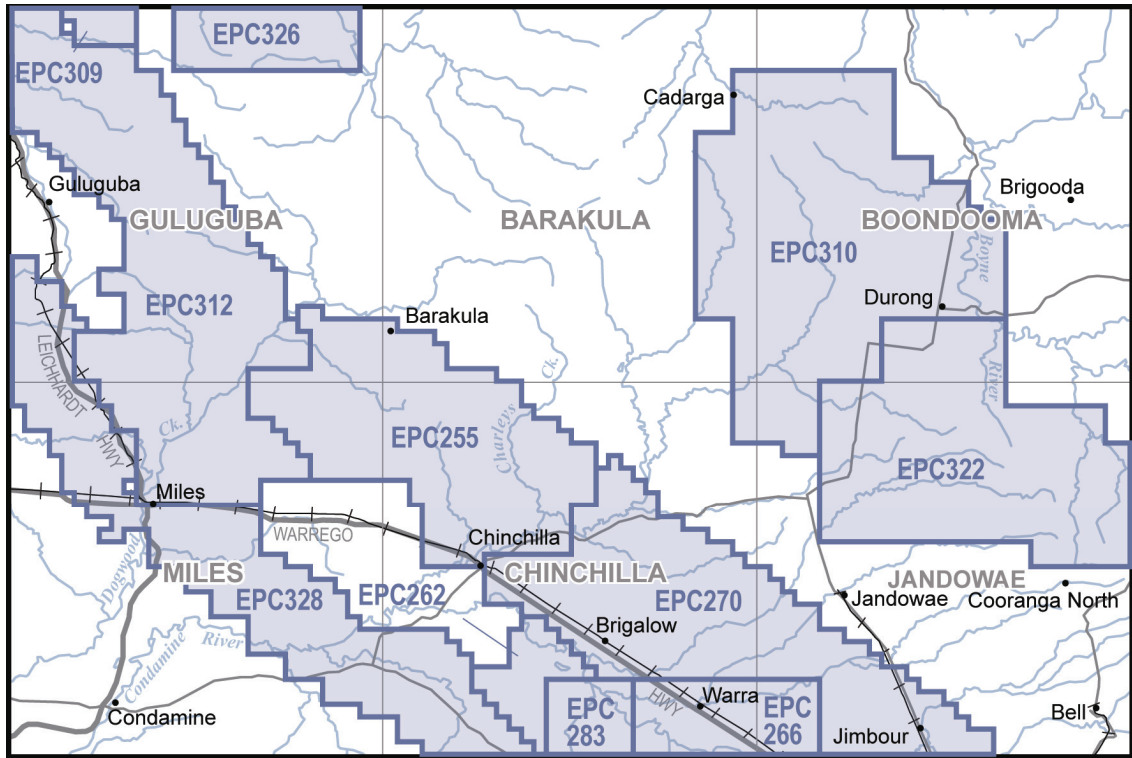 EPC326
EPC309
Cadarga
Guluguba
Brigooda
GULUGUBA
BARAKULA
BOONDOOMA
Boyne
EPC310
EPC312
Durong
Barakula
LEICHHARDT
HWY
Ck.
River
EPC255
Charleys
Ck.
EPC322
Miles
WARREGO
Chinchilla
Dogwood
MILES
CHINCHILLA
JANDOWAE
EPC328
EPC262
EPC270
Jandowae
Cooranga North
Brigalow
Condamine
River
HWY
Warra
Condamine
EPC
283
EPC
266
Jimbour
Bell